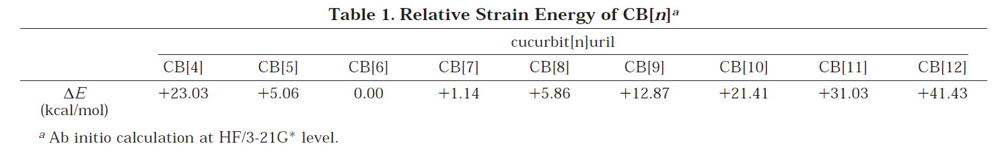 Table 1. Relative Strain Energy of CB[n]a
cucurbit[n]uril
CB[4] CB[5] CB[6] CB[7] CB[8] CB[9] CB[10] CB[11] CB[12]
ΔE +23.03 +5.06 0.00 +1.14 +5.86 +12.87 +21.41 +31.03 +41.43
(kcal/mol)
a Ab initio calculation at HF/3-21G* level.